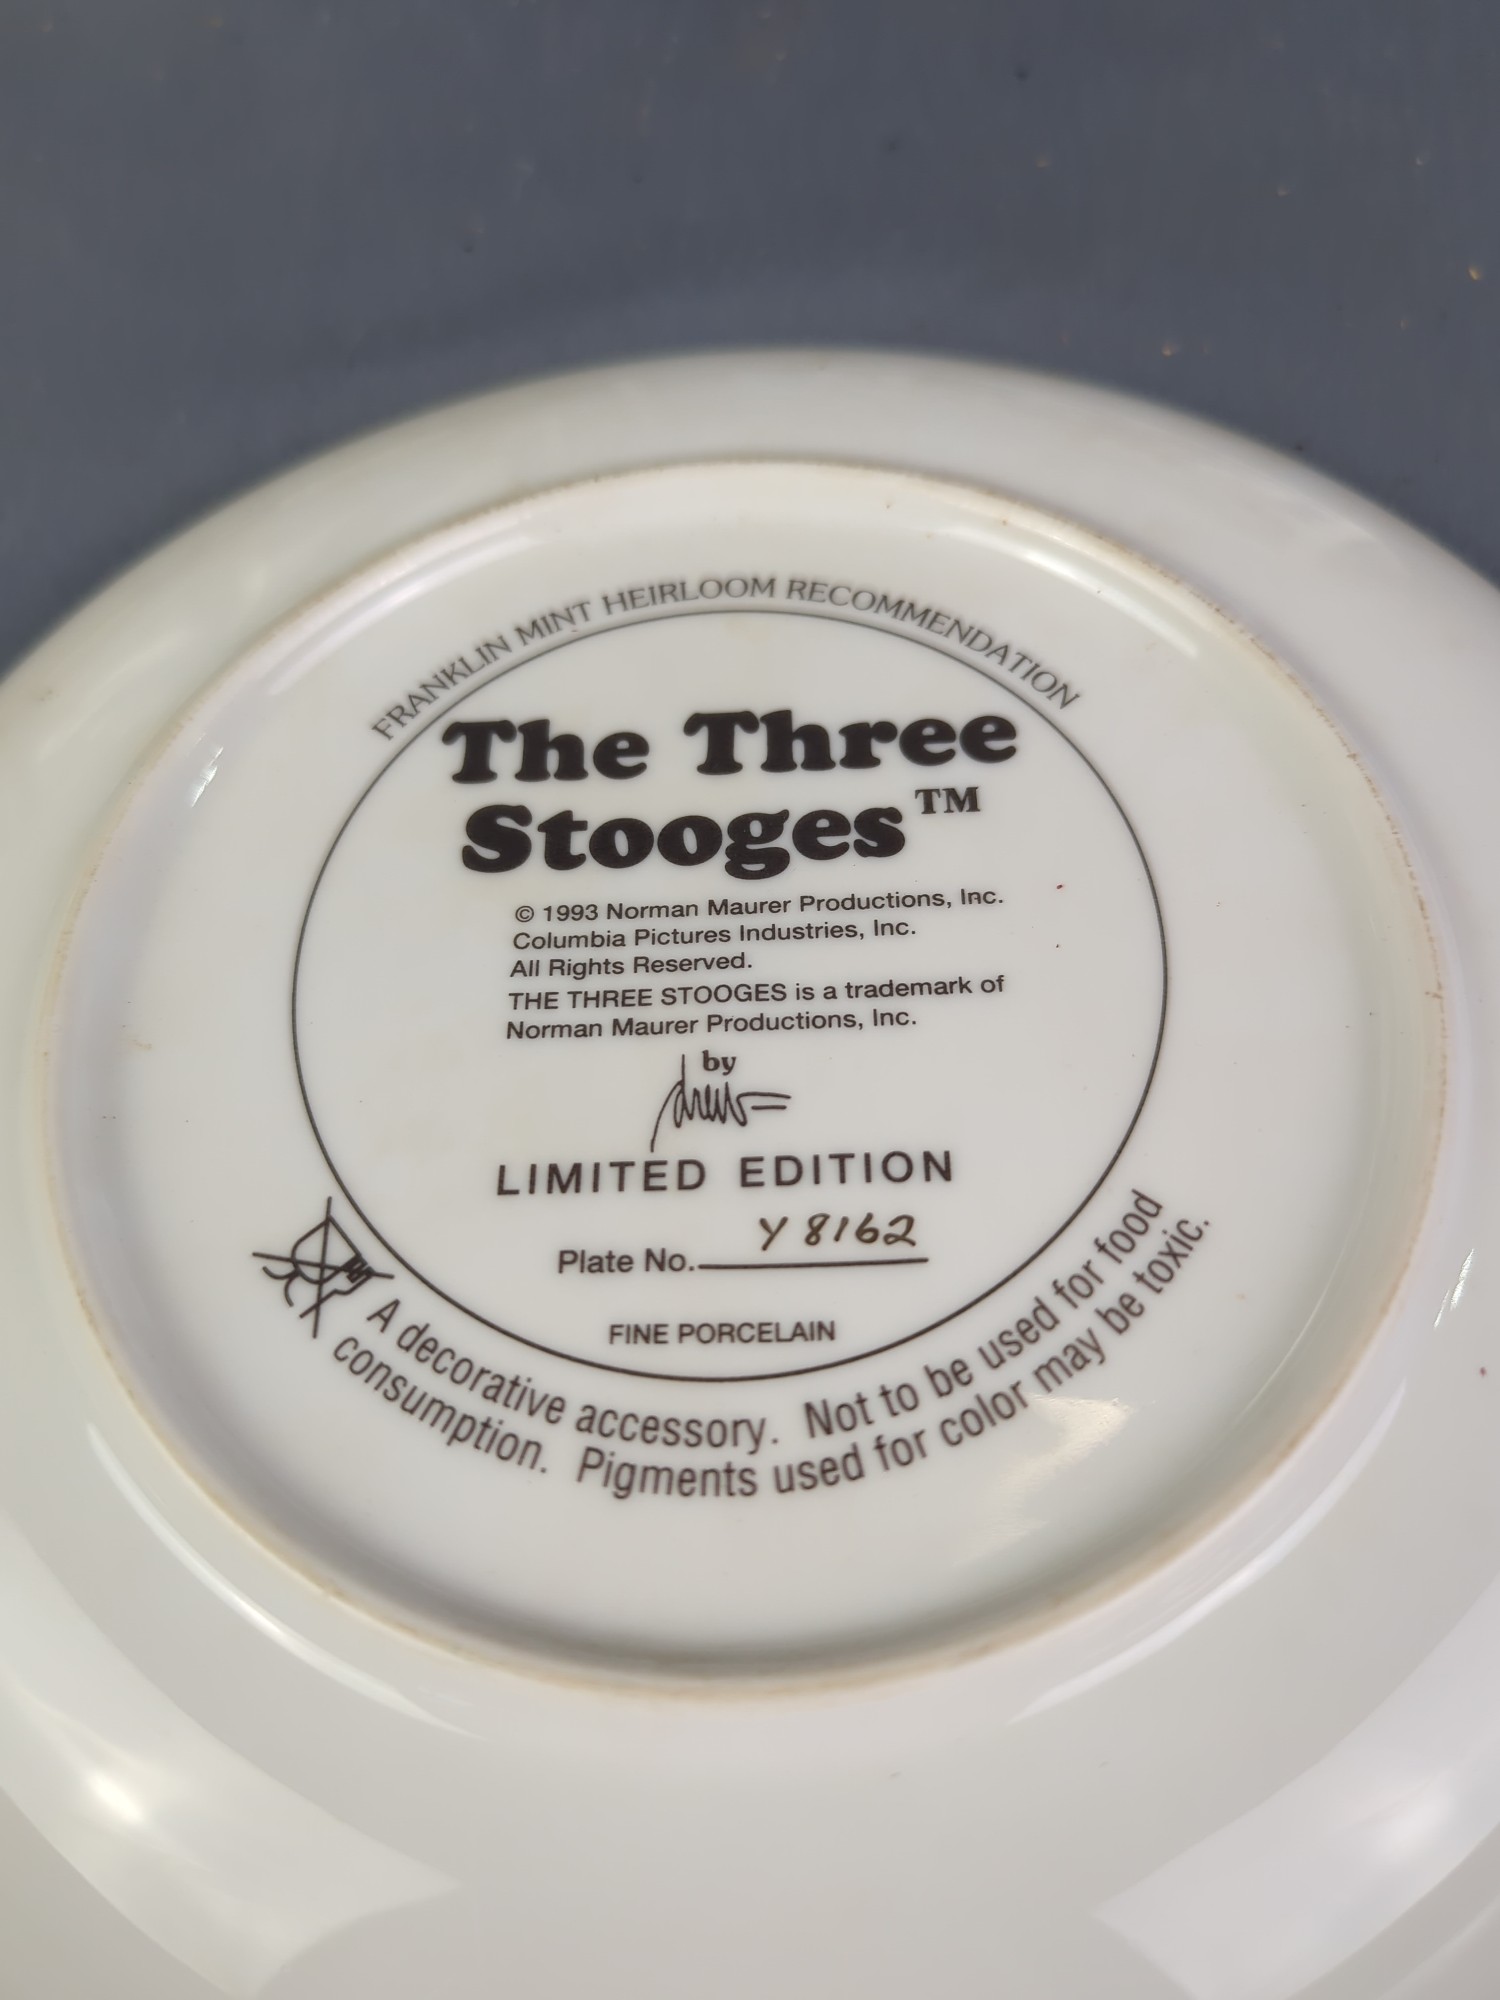 FRANKLIN MINT HEIRLOOM RECOMMENDATION
The Three
Stooges™
© 1993 Norman Maurer Productions, Inc.
Columbia Pictures Industries, Inc.
All Rights Reserved.
THE THREE STOOGES is a trademark of
Norman Maurer Productions, Inc.
by
LIMITED EDITION
Plate No. Y 8162
FINE PORCELAIN
A decorative accessory. Not to be used for food
consumption. Pigments used for color may be toxic.